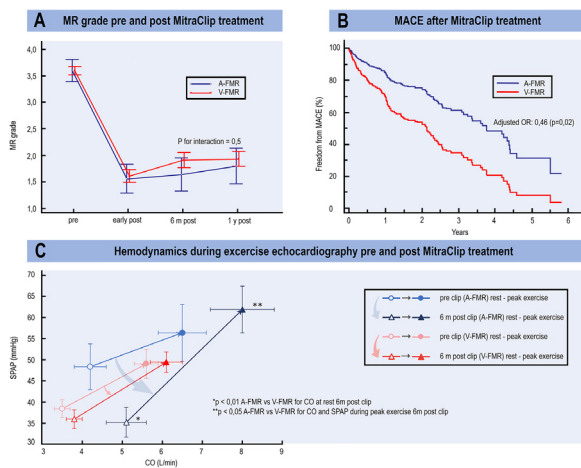 A
MR grade pre and post MitraClip treatment
B
MACE after MitraClip treatment
4,0
3,5
3,0
2,5
2,0
1,5
1,0
MR grade
A-FMR
V-FMR
P for interaction = 0,5
pre
early post
6 m post
1 y post
100
80
60
40
20
0
Freedom from MACE (%)
A-FMR
V-FMR
Adjusted OR: 0,46 (p=0,02)
0
1
2
3
4
5
6
Years
C
Hemodynamics during excercise echocardiography pre and post MitraClip treatment
70
65
60
55
50
45
40
35
30
SPAP (mmHg)
**
*
pre clip (A-FMR) rest - peak exercise
6 m post clip (A-FMR) rest - peak exercise
pre clip (V-FMR) rest - peak exercise
6 m post clip (V-FMR) rest - peak exercise
*p < 0,01 A-FMR vs V-FMR for CO at rest 6m post clip
**p < 0,05 A-FMR vs V-FMR for CO and SPAP during peak exercise 6m post clip
3
4
5
6
7
8
9
CO (L/min)